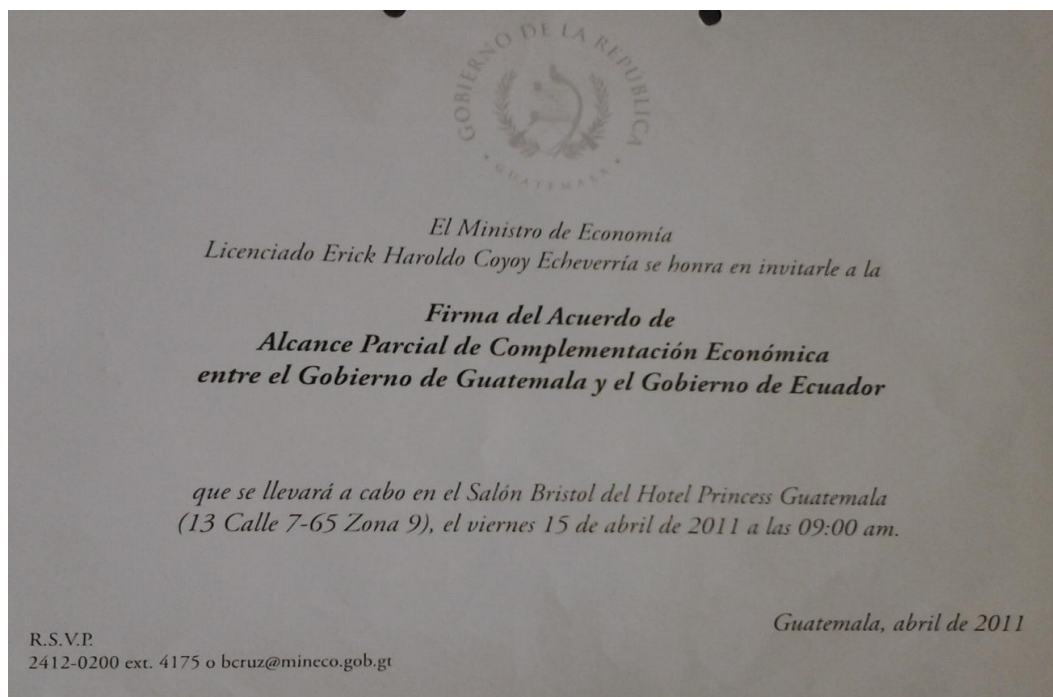 GOBIERNO DE LA REPUBLICA
GUATEMALA
El Ministro de Economía
Licenciado Erick Haroldo Coyoy Echeverría se honra en invitarle a la
Firma del Acuerdo de
Alcance Parcial de Complementación Económica
entre el Gobierno de Guatemala y el Gobierno de Ecuador
que se llevará a cabo en el Salón Bristol del Hotel Princess Guatemala
(13 Calle 7-65 Zona 9), el viernes 15 de abril de 2011 a las 09:00 am.
Guatemala, abril de 2011
R.S.V.P.
2412-0200 ext. 4175 o bcruz@mineco.gob.gt